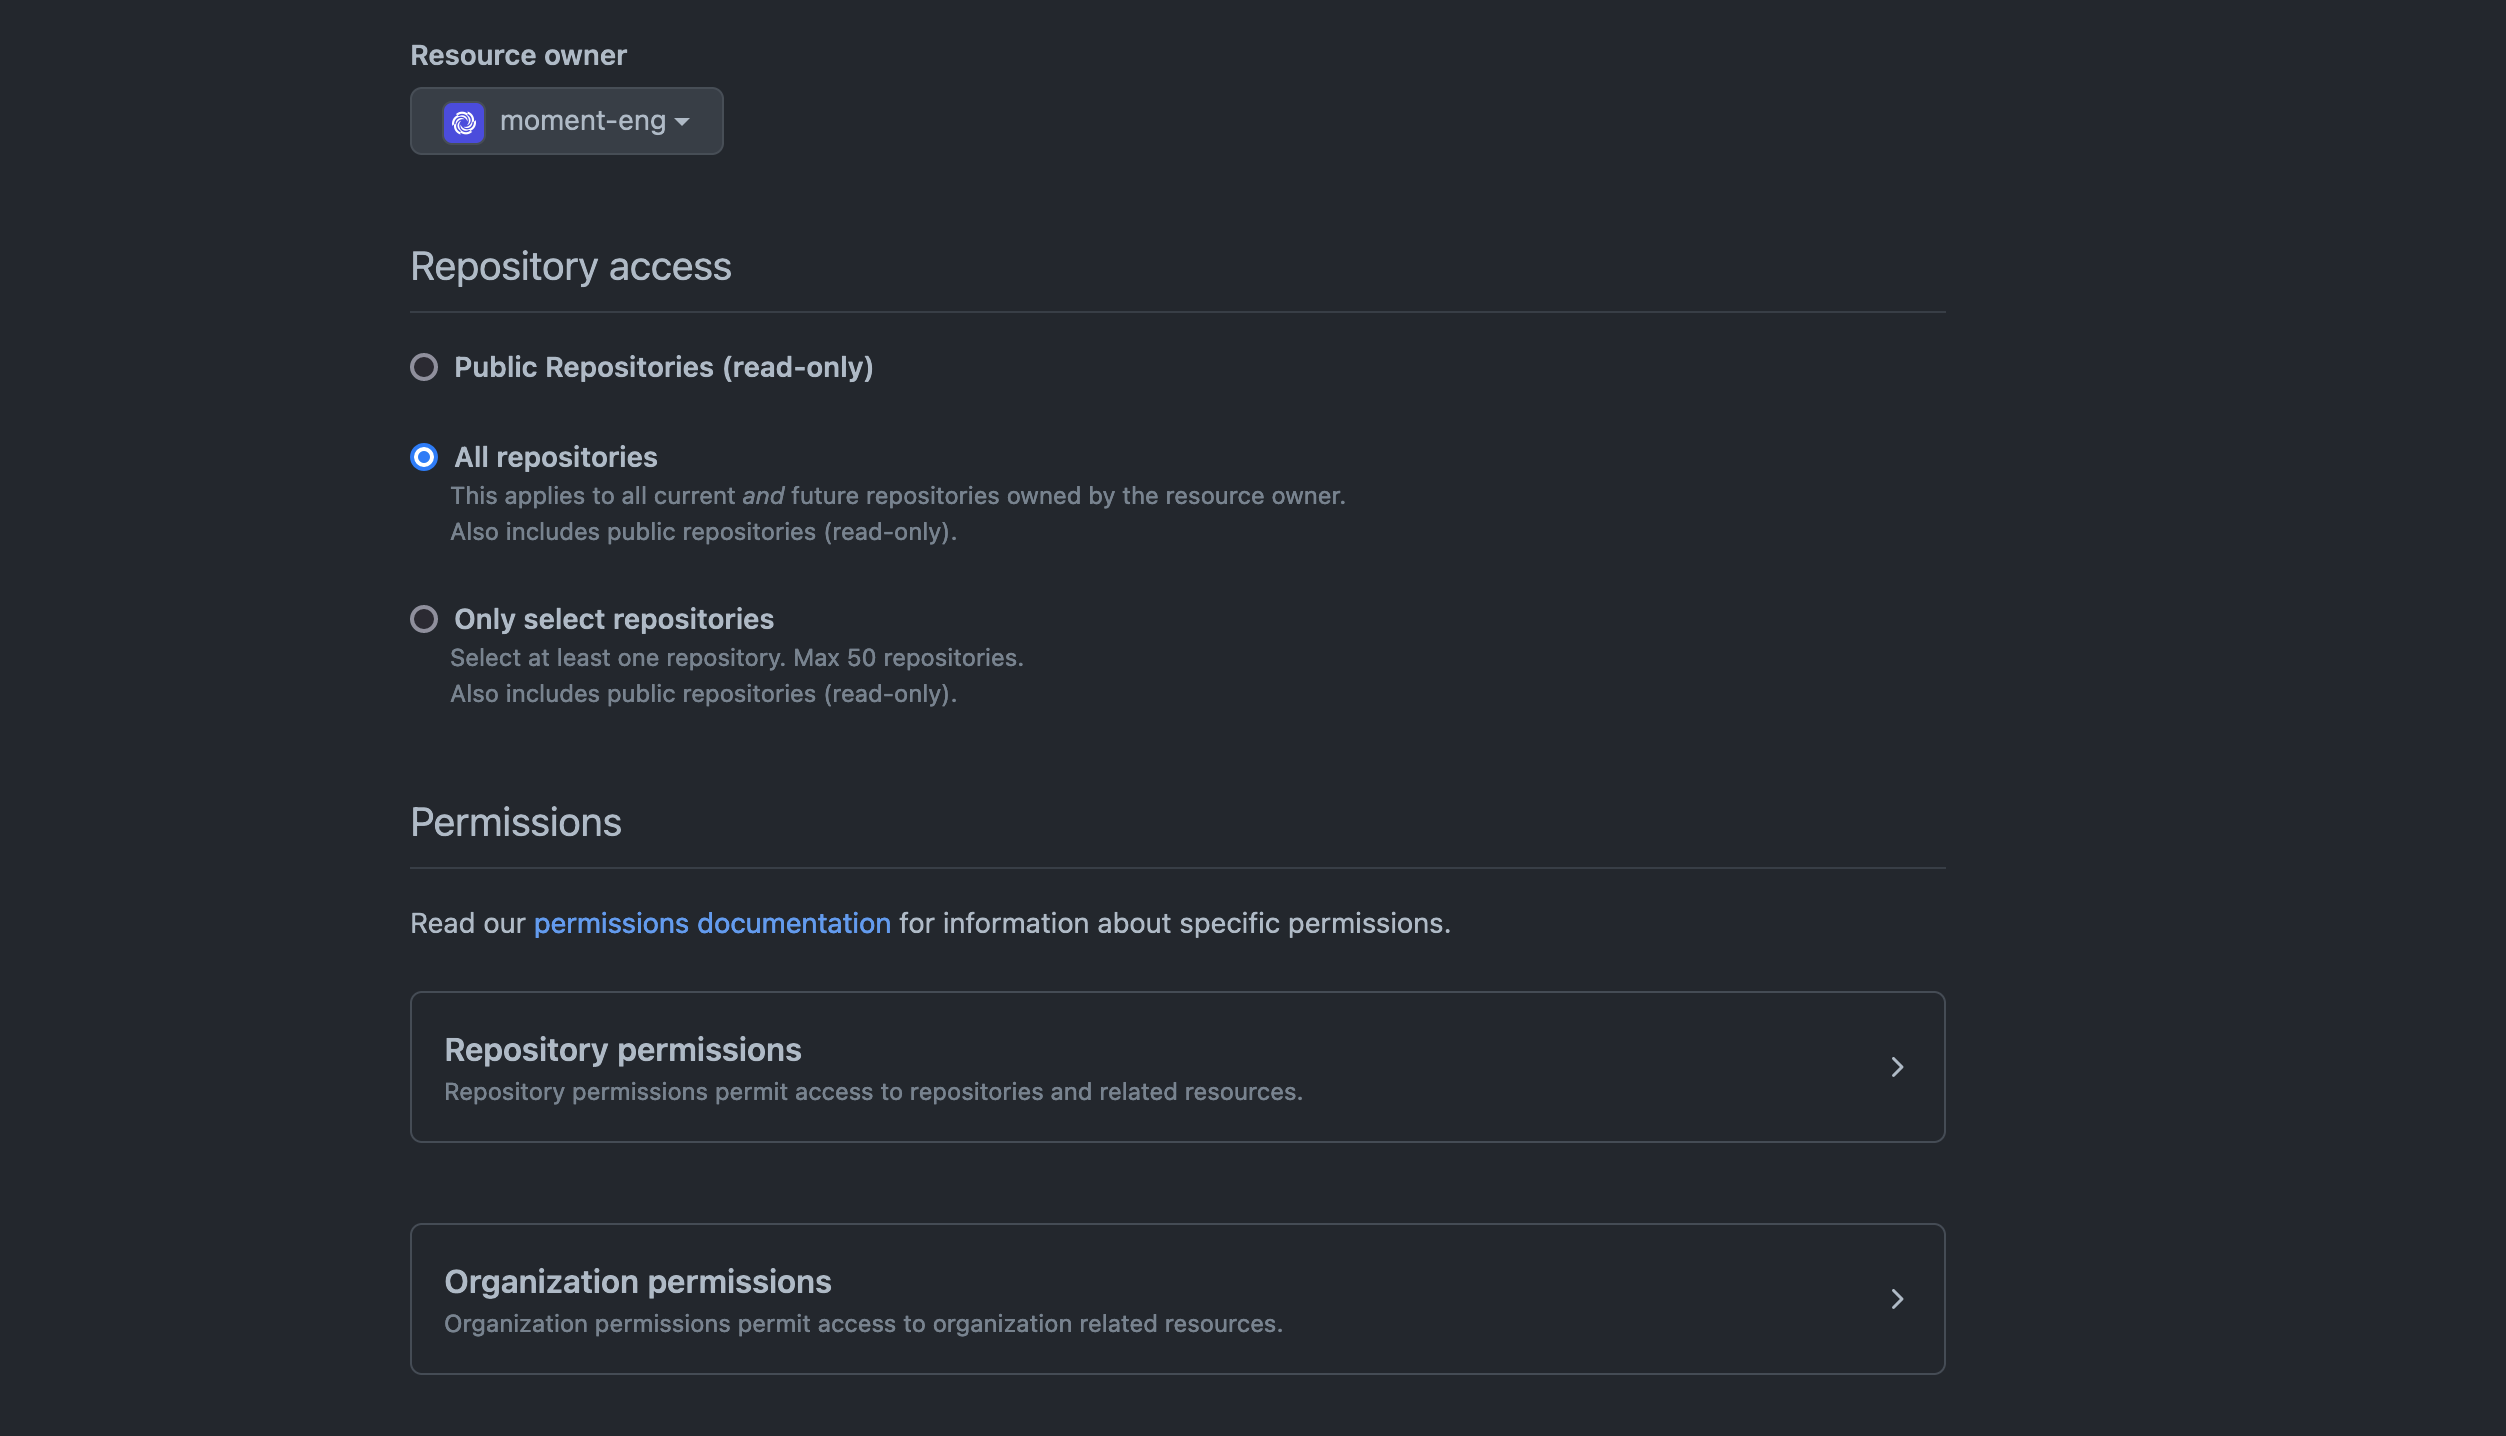 Resource owner
moment-eng
Repository access
Public Repositories (read-only)
All repositories
This applies to all current and future repositories owned by the resource owner.
Also includes public repositories (read-only).
Only select repositories
Select at least one repository. Max 50 repositories.
Also includes public repositories (read-only).
Permissions
Read our permissions documentation for information about specific permissions.
Repository permissions
Repository permissions permit access to repositories and related resources.
Organization permissions
Organization permissions permit access to organization related resources.